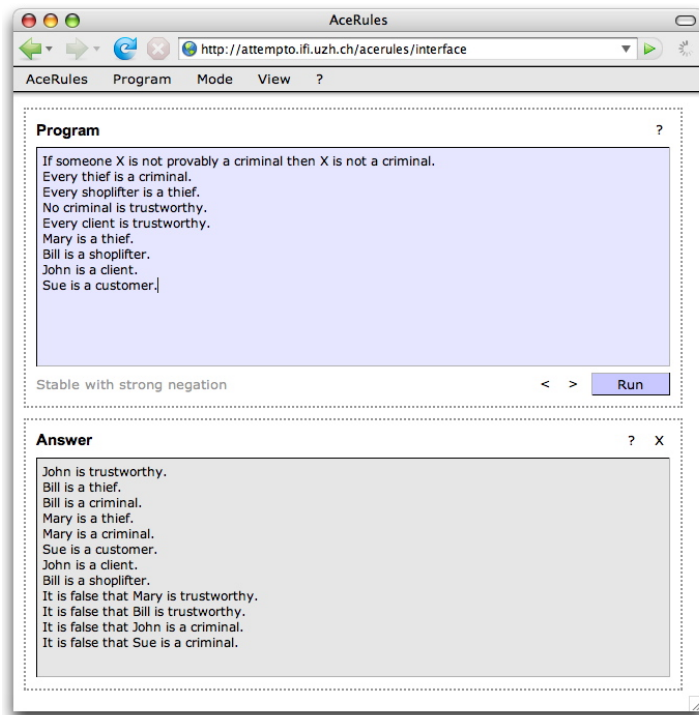 AceRules
http://attempto.ifi.uzh.ch/acerules/interface
AceRules Program Mode View ?
Program ?
If someone X is not provably a criminal then X is not a criminal.
Every thief is a criminal.
Every shoplifter is a thief.
No criminal is trustworthy.
Every client is trustworthy.
Mary is a thief.
Bill is a shoplifter.
John is a client.
Sue is a customer.
Stable with strong negation < > Run
Answer ? X
John is trustworthy.
Bill is a thief.
Bill is a criminal.
Mary is a thief.
Mary is a criminal.
Sue is a customer.
John is a client.
Bill is a shoplifter.
It is false that Mary is trustworthy.
It is false that Bill is trustworthy.
It is false that John is a criminal.
It is false that Sue is a criminal.